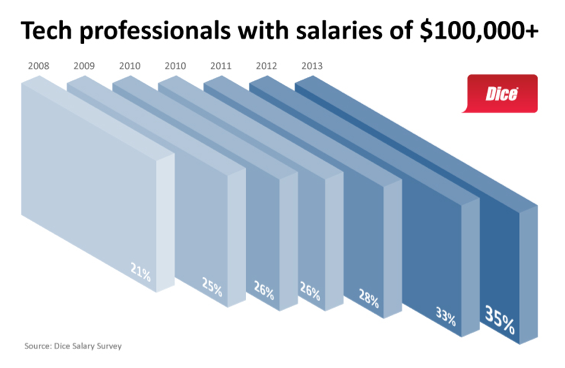 Tech professionals with salaries of $100,000+
2008 2009 2010 2010 2011 2012 2013
Dice
21% 25% 26% 26% 28% 33% 35%
Source: Dice Salary Survey